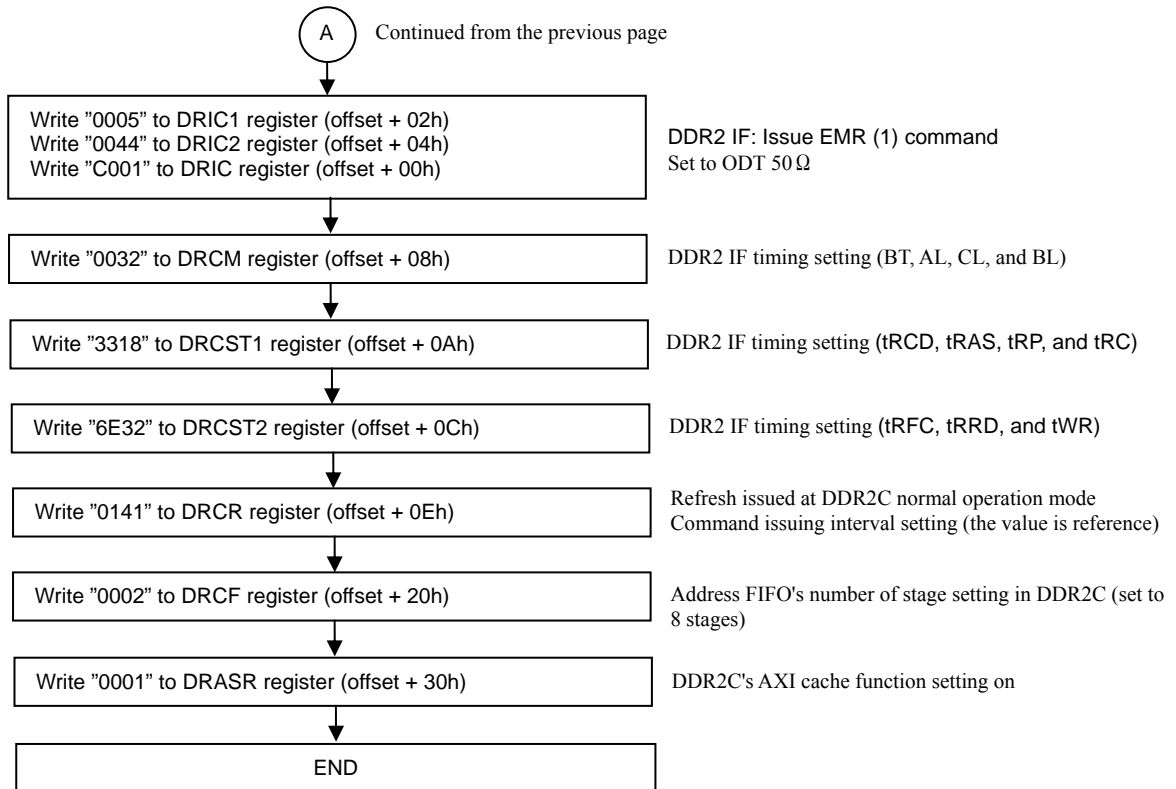 A
Continued from the previous page
Write "0005" to DRIC1 register (offset + 02h)
Write "0044" to DRIC2 register (offset + 04h)
Write "C001" to DRIC register (offset + 00h)
DDR2 IF: Issue EMR (1) command
Set to ODT 50Ω
Write "0032" to DRCM register (offset + 08h)
DDR2 IF timing setting (BT, AL, CL, and BL)
Write "3318" to DRCST1 register (offset + 0Ah)
DDR2 IF timing setting (tRCD, tRAS, tRP, and tRC)
Write "6E32" to DRCST2 register (offset + 0Ch)
DDR2 IF timing setting (tRFC, tRRD, and tWR)
Write "0141" to DRCR register (offset + 0Eh)
Refresh issued at DDR2C normal operation mode
Command issuing interval setting (the value is reference)
Write "0002" to DRCF register (offset + 20h)
Address FIFO's number of stage setting in DDR2C (set to
8 stages)
Write "0001" to DRASR register (offset + 30h)
DDR2C's AXI cache function setting on
END